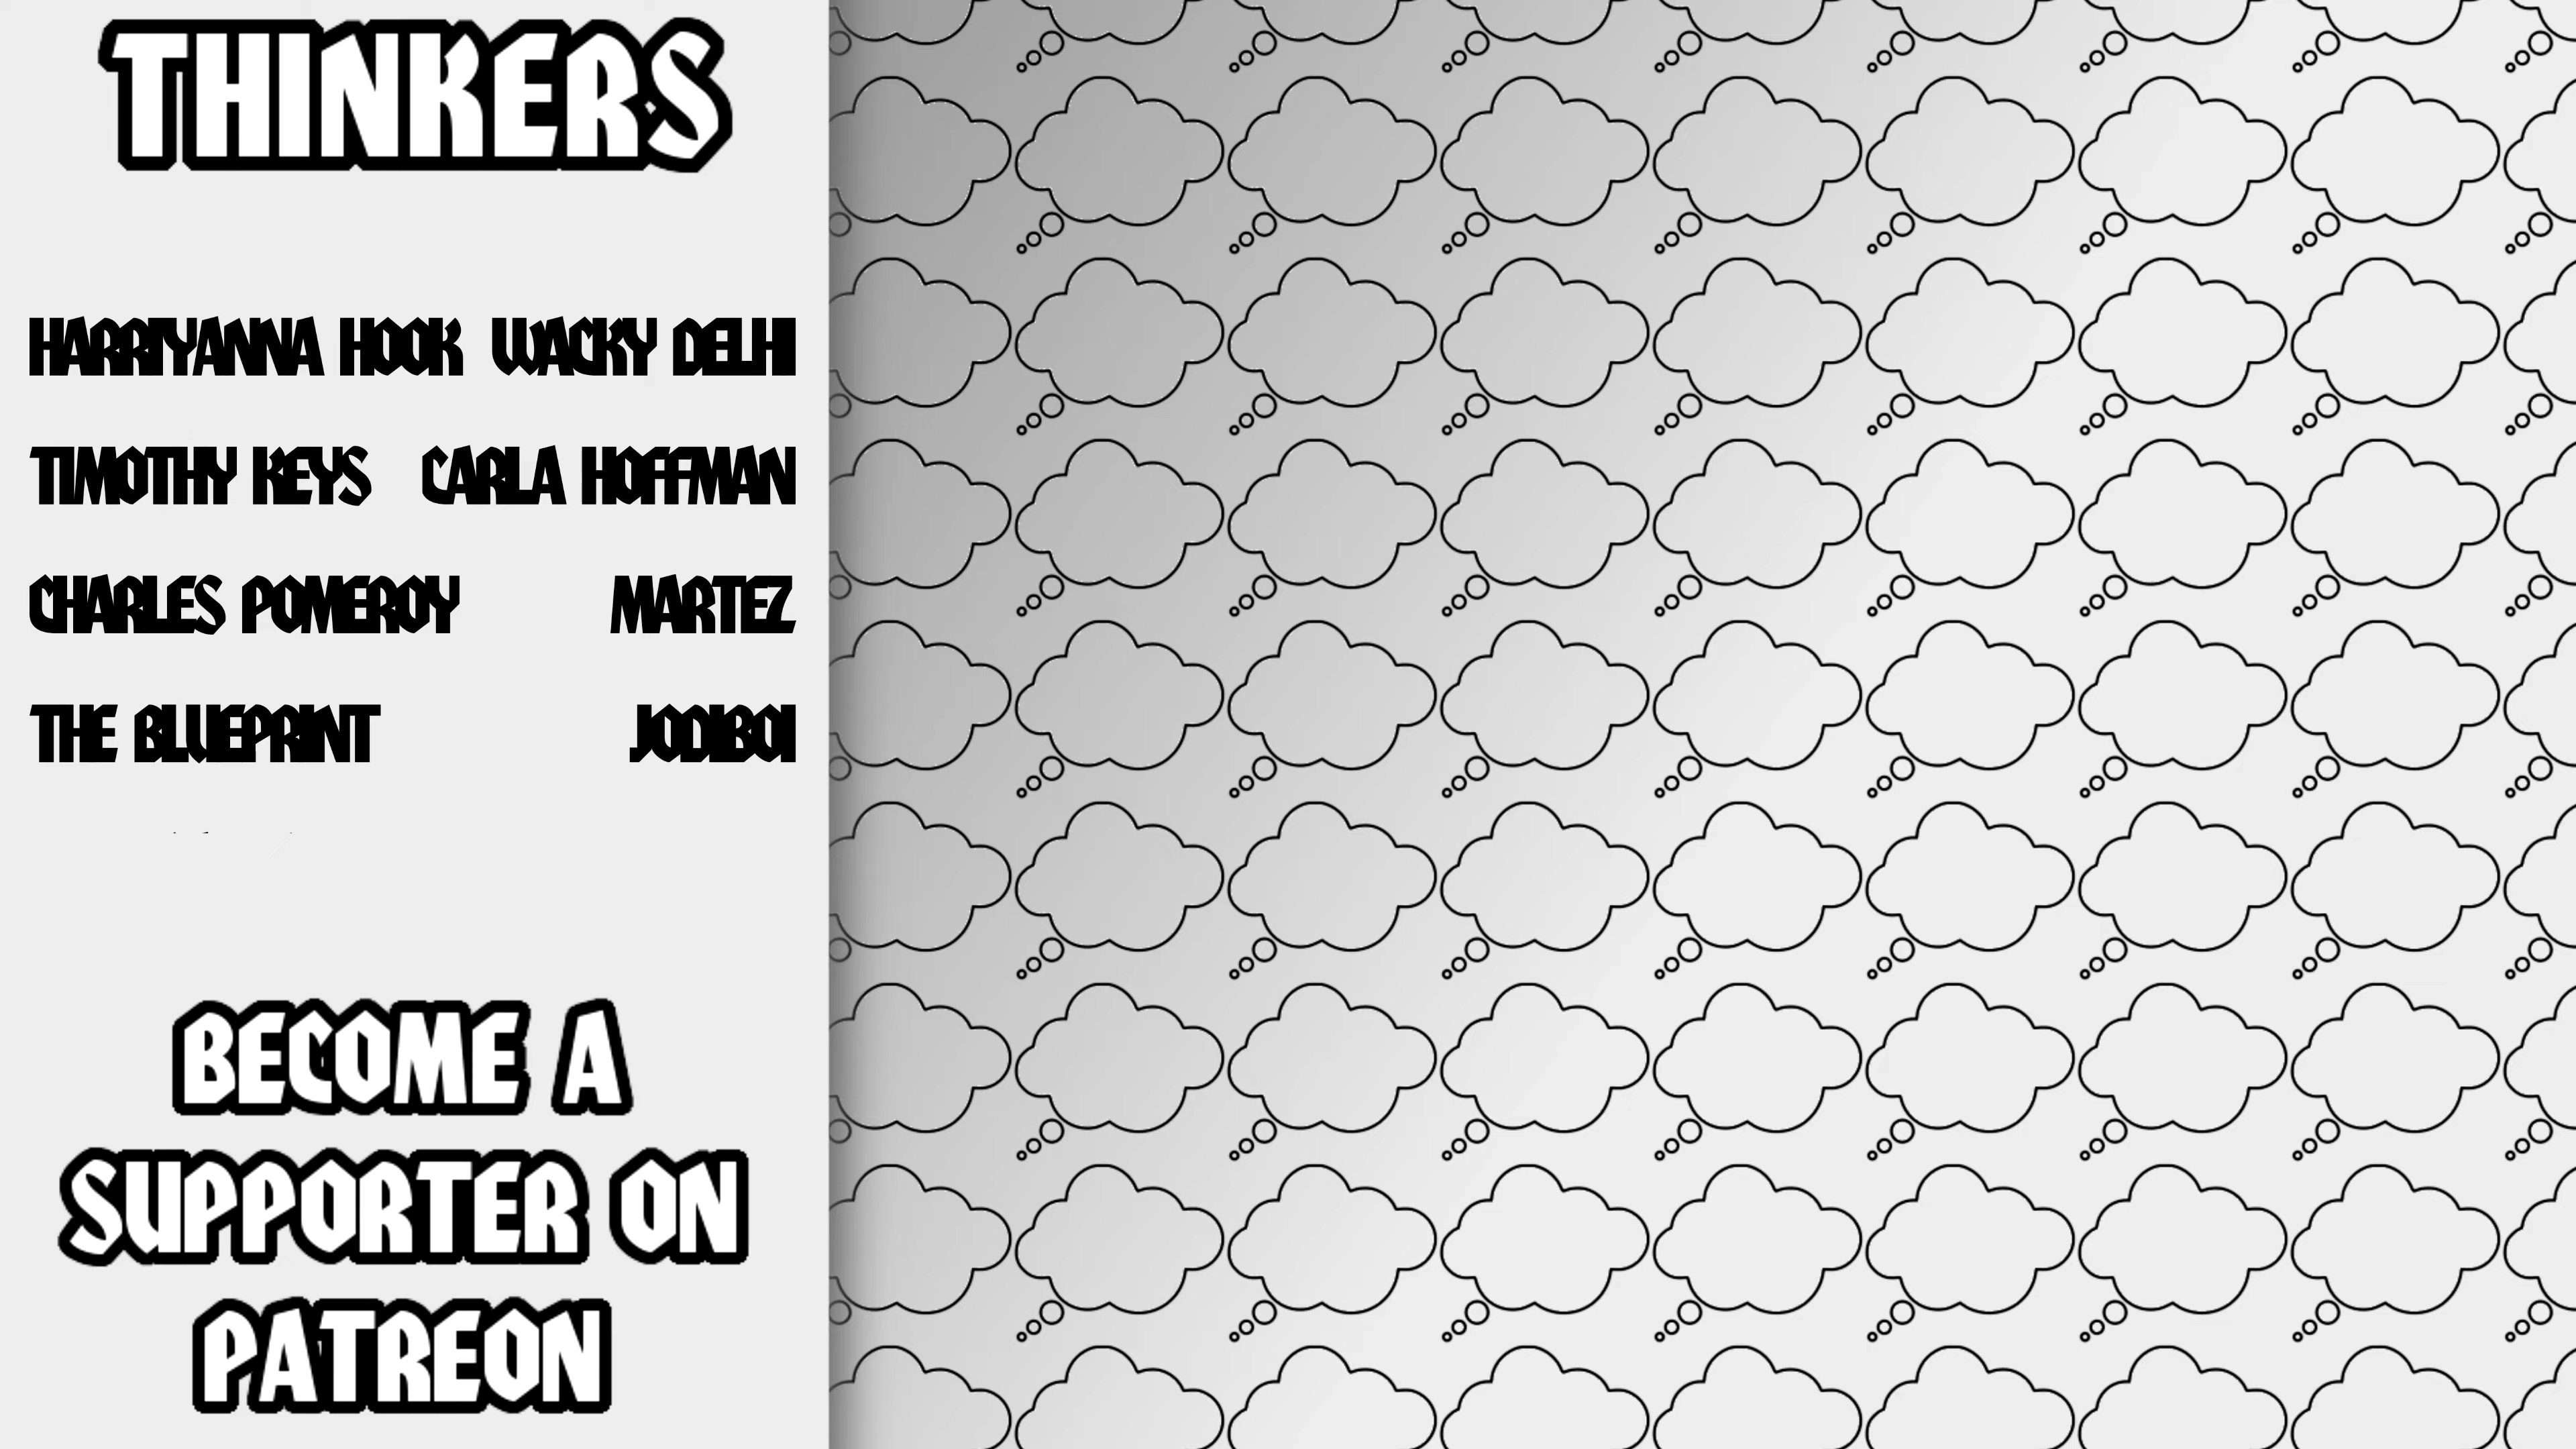 THINKERS
HARRIYANNA HOOK WACKY DELHI
TIMOTHY KEYS CARLA HOFFMAN
CHARLES POMEROY MARTEZ
THE BLUEPRINT JODIBOI
BECOME A
SUPPORTER ON
PATREON